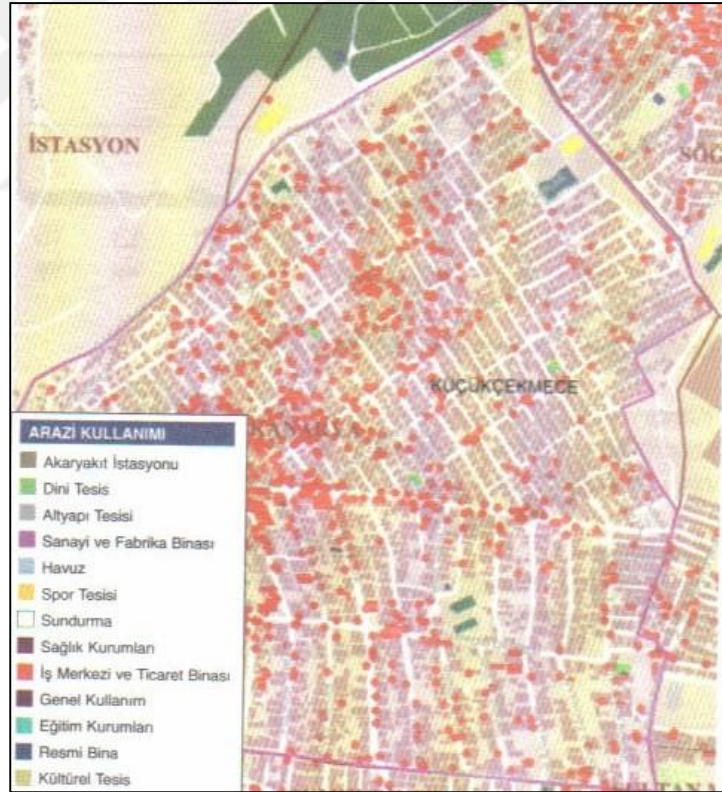 İSTASYON
KÜÇÜKÇEKMECE
KANARYA
ARAZİ KULLANIMI
Akaryakıt İstasyonu
Dini Tesis
Altyapı Tesisi
Sanayi ve Fabrika Binası
Havuz
Spor Tesisi
Sundurma
Sağlık Kurumları
İş Merkezi ve Ticaret Binası
Genel Kullanım
Eğitim Kurumları
Resmi Bina
Kültürel Tesis